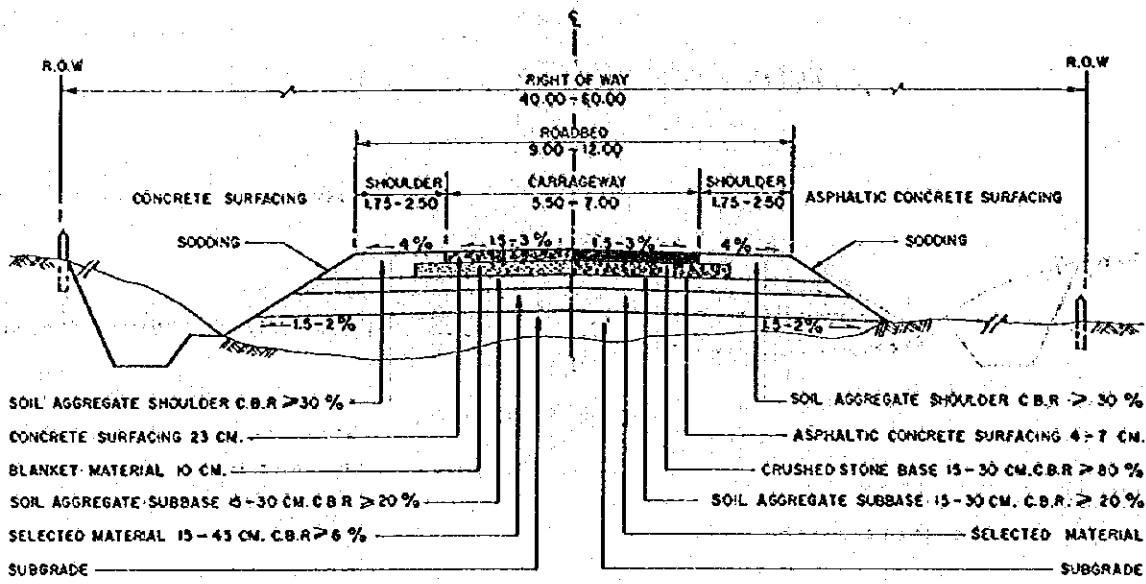 ℄
R.O.W
R.O.W
RIGHT OF WAY
40.00-60.00
ROADBED
9.00-12.00
CONCRETE SURFACING
SHOULDER
1.75-2.50
CARRAGEWAY
5.50-7.00
SHOULDER
1.75-2.50
ASPHALTIC CONCRETE SURFACING
SODDING
4%
1.5-3%
1.5-3%
4%
SODDING
1.5-2%
1.5-2%
SOIL AGGREGATE SHOULDER C.B.R ≥30 %
CONCRETE SURFACING 23 CM.
BLANKET MATERIAL 10 CM.
SOIL AGGREGATE SUBBASE 15-30 CM. C.B.R ≥20 %
SELECTED MATERIAL 15-45 CM. C.B.R ≥ 6 %
SUBGRADE
SOIL AGGREGATE SHOULDER C.B.R ≥ 30 %
ASPHALTIC CONCRETE SURFACING 4-7 CM.
CRUSHED STONE BASE 15-30 CM. C.B.R ≥80 %
SOIL AGGREGATE SUBBASE 15-30 CM. C.B.R. ≥ 20 %
SELECTED MATERIAL
SUBGRADE